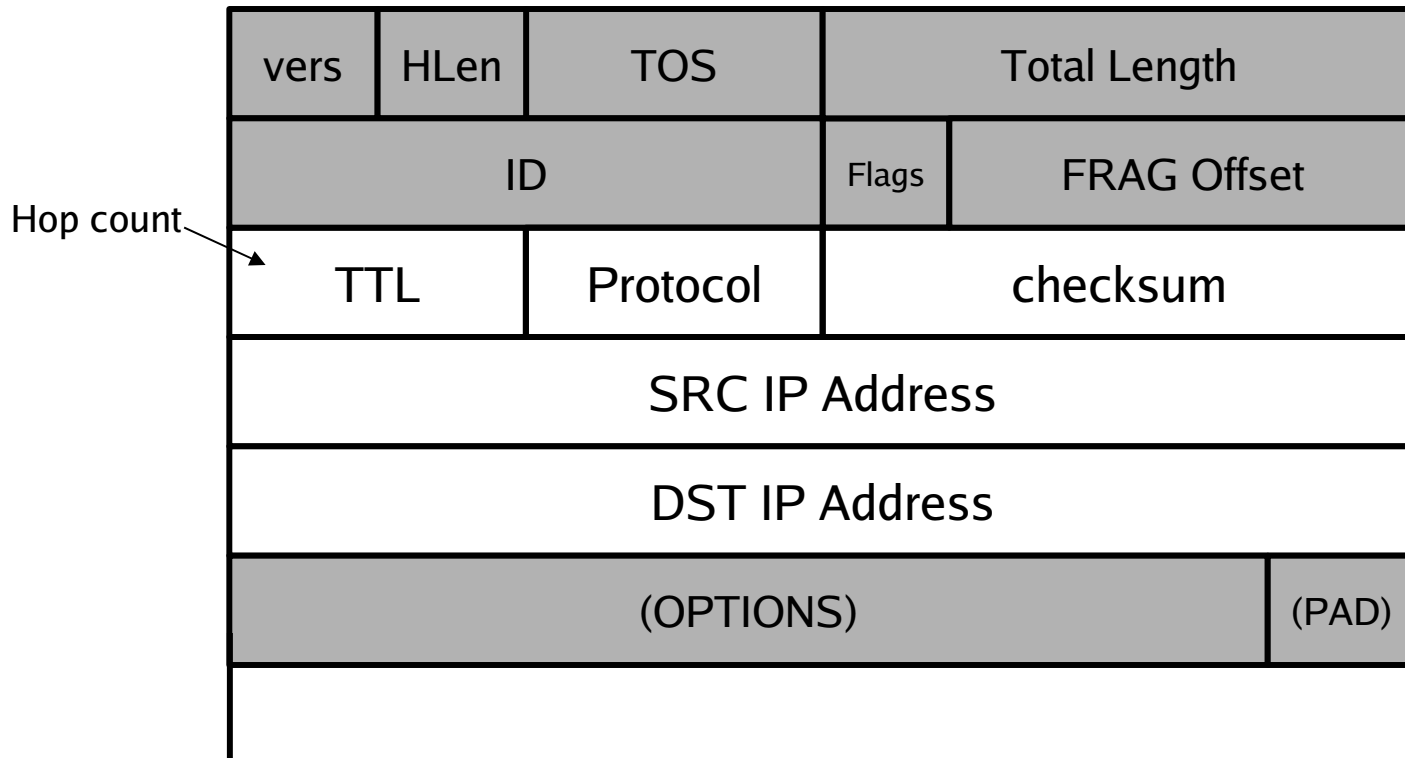 vers HLen TOS Total Length
ID Flags FRAG Offset
Hop count
TTL Protocol checksum
SRC IP Address
DST IP Address
(OPTIONS) (PAD)